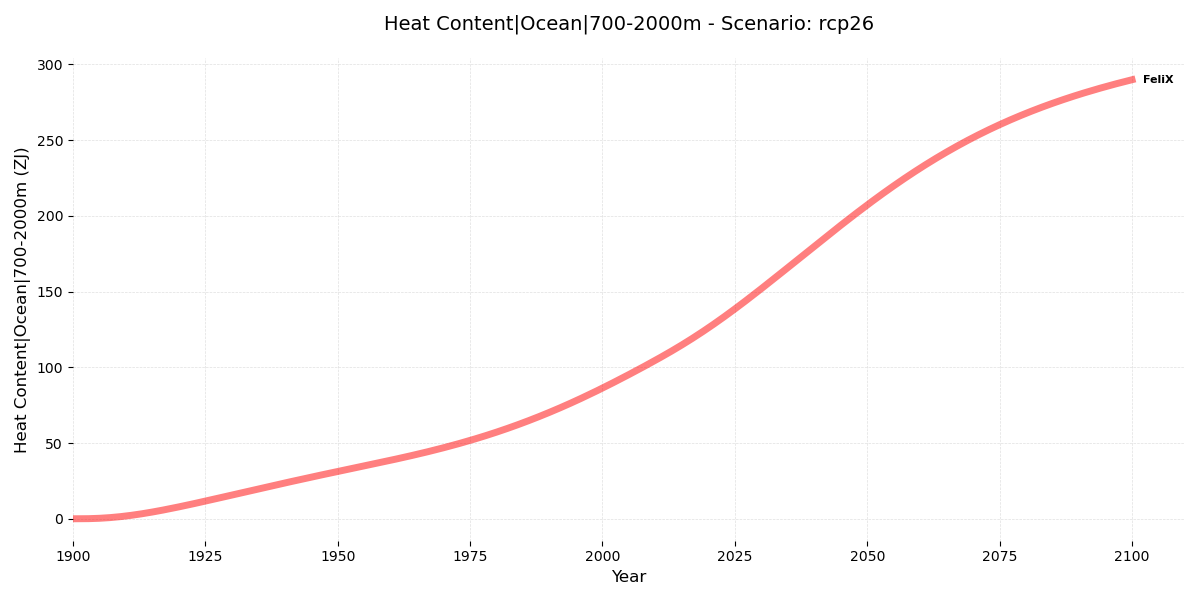 Heat Content|Ocean|700-2000m - Scenario: rcp26
Heat Content|Ocean|700-2000m (ZJ)
300
250
200
150
100
50
0
FeliX
1900 1925 1950 1975 2000 2025 2050 2075 2100
Year